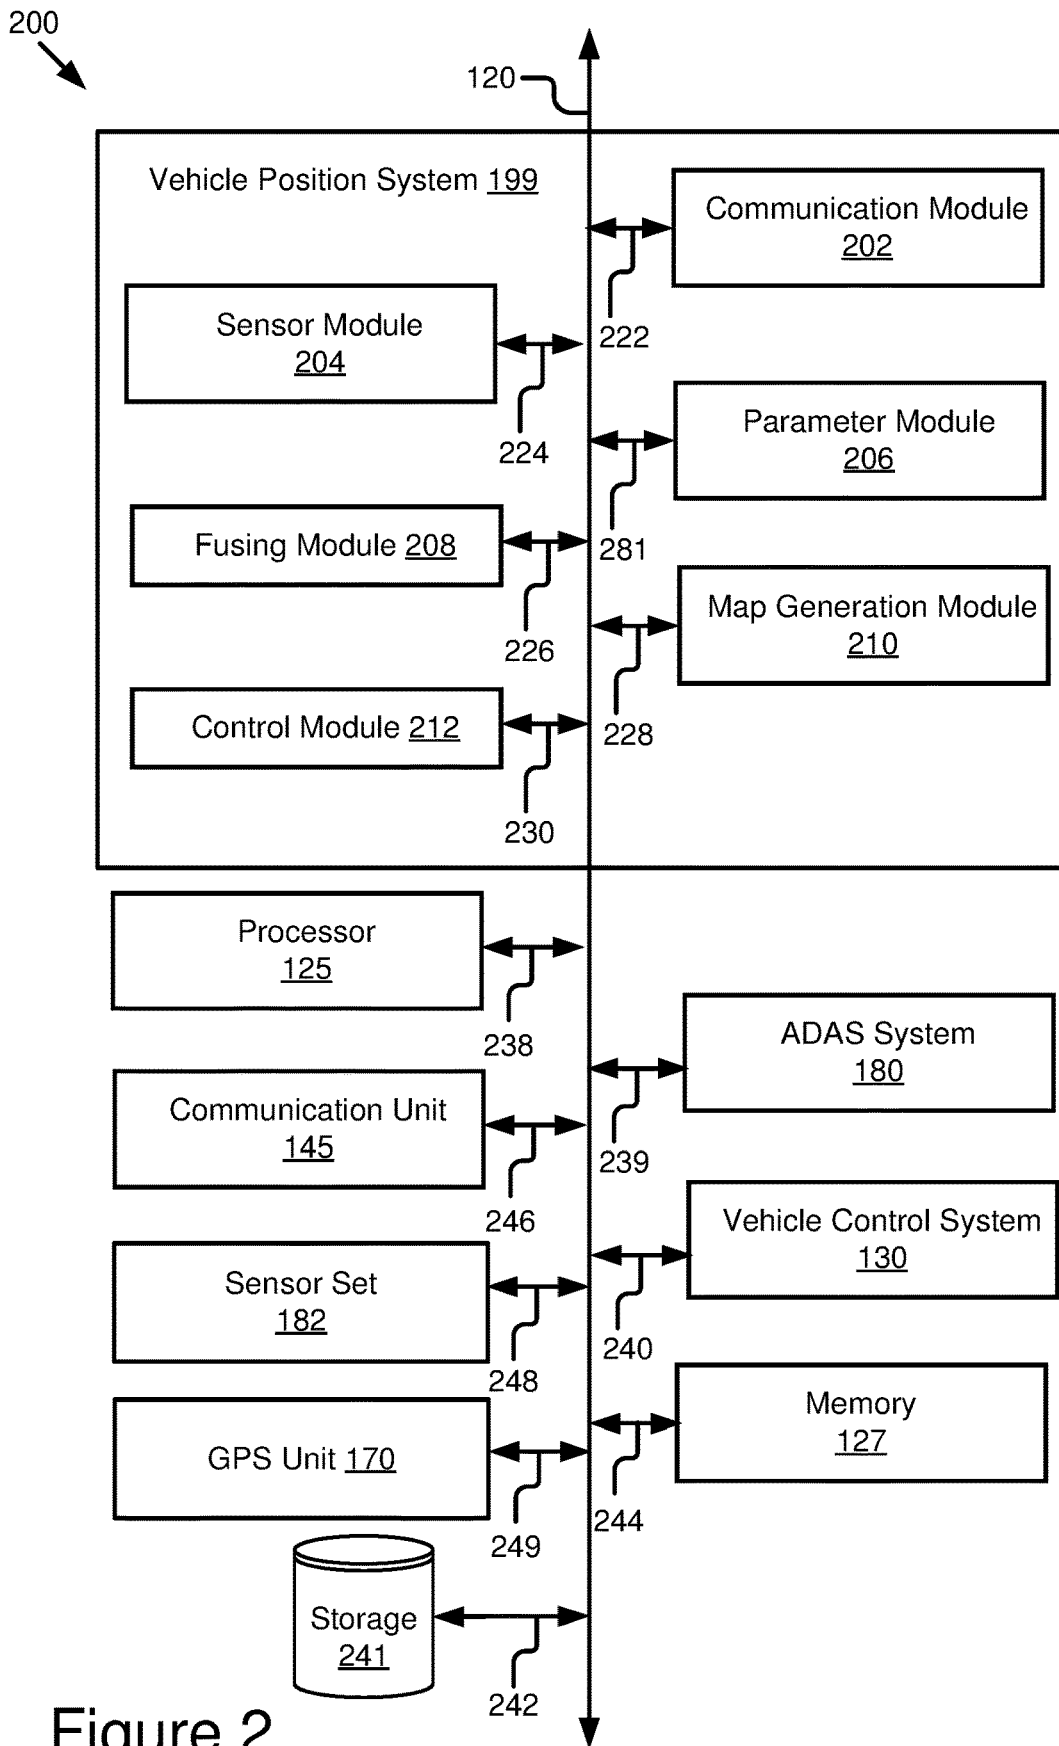 200
120
Vehicle Position System 199
Communication Module
202
222
Sensor Module
204
224
Parameter Module
206
281
Fusing Module 208
226
Map Generation Module
210
228
Control Module 212
230
Processor
125
238
ADAS System
180
239
Communication Unit
145
246
Vehicle Control System
130
240
Sensor Set
182
248
Memory
127
244
GPS Unit 170
249
Storage
241
242
Figure 2